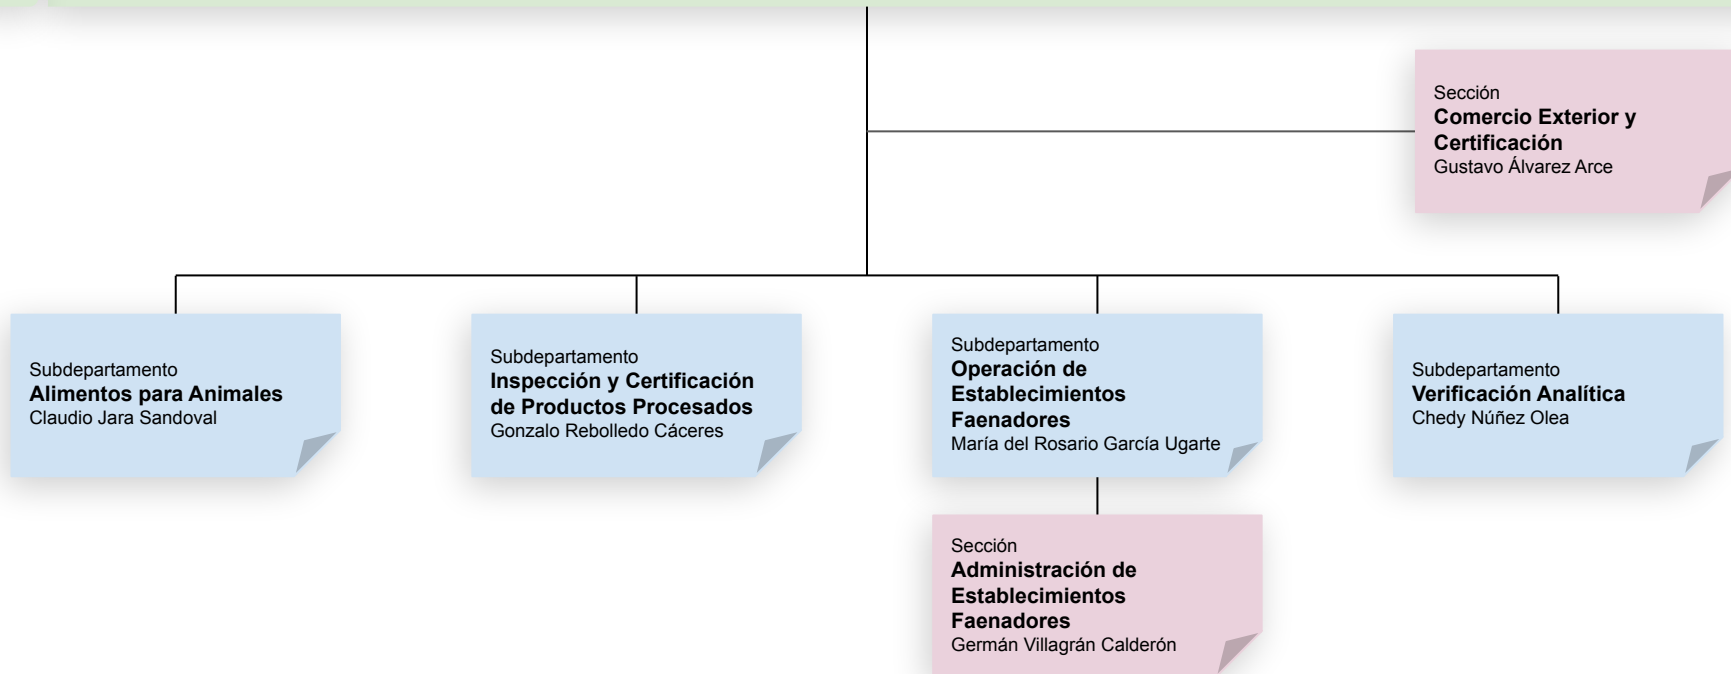 Sección
Comercio Exterior y
Certificación
Gustavo Álvarez Arce
Subdepartamento
Alimentos para Animales
Claudio Jara Sandoval
Subdepartamento
Inspección y Certificación
de Productos Procesados
Gonzalo Rebolledo Cáceres
Subdepartamento
Operación de
Establecimientos
Faenadores
María del Rosario García Ugarte
Subdepartamento
Verificación Analítica
Chedy Núñez Olea
Sección
Administración de
Establecimientos
Faenadores
Germán Villagrán Calderón